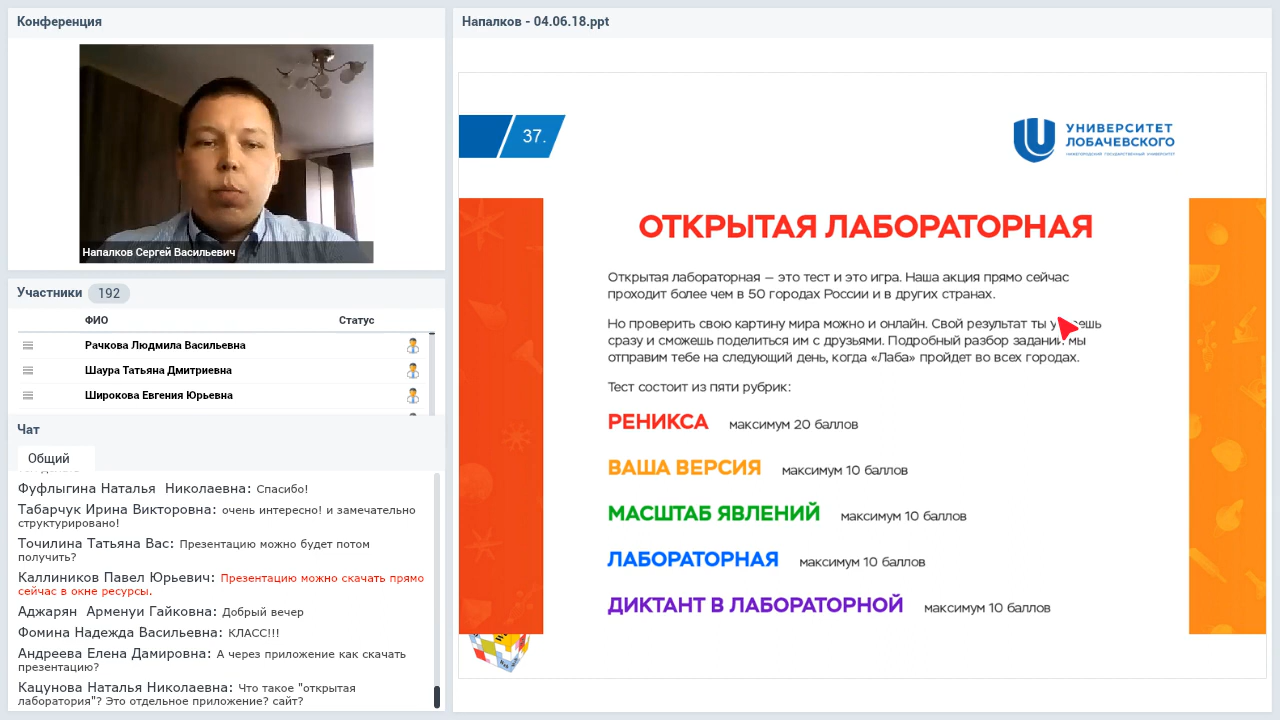 Конференция
Напалков Сергей Васильевич
Участники 192
ФИО Статус
Рачкова Людмила Васильевна
Шаура Татьяна Дмитриевна
Широкова Евгения Юрьевна
Чат
Общий
Фуфлыгина Наталья Николаевна: Спасибо!
Табарчук Ирина Викторовна: очень интересно! и замечательно
структурировано!
Точилина Татьяна Вас: Презентацию можно будет потом
получить?
Каллиников Павел Юрьевич: Презентацию можно скачать прямо
сейчас в окне ресурсы.
Аджарян Арменуи Гайковна: Добрый вечер
Фомина Надежда Васильевна: КЛАСС!!!
Андреева Елена Дамировна: А через приложение как скачать
презентацию?
Кацунова Наталья Николаевна: Что такое "открытая
лаборатория"? Это отдельное приложение? сайт?
Напалков - 04.06.18.ppt
37.
УНИВЕРСИТЕТ
ЛОБАЧЕВСКОГО
НИЖЕГОРОДСКИЙ ГОСУДАРСТВЕННЫЙ УНИВЕРСИТЕТ
ОТКРЫТАЯ ЛАБОРАТОРНАЯ
Открытая лабораторная — это тест и это игра. Наша акция прямо сейчас
проходит более чем в 50 городах России и в других странах.
Но проверить свою картину мира можно и онлайн. Свой результат ты
сразу и сможешь поделиться им с друзьями. Подробный разбор заданий мы
отправим тебе на следующий день, когда «Лаба» пройдет во всех городах.
Тест состоит из пяти рубрик:
РЕНИКСА максимум 20 баллов
ВАША ВЕРСИЯ максимум 10 баллов
МАСШТАБ ЯВЛЕНИЙ максимум 10 баллов
ЛАБОРАТОРНАЯ максимум 10 баллов
ДИКТАНТ В ЛАБОРАТОРНОЙ максимум 10 баллов